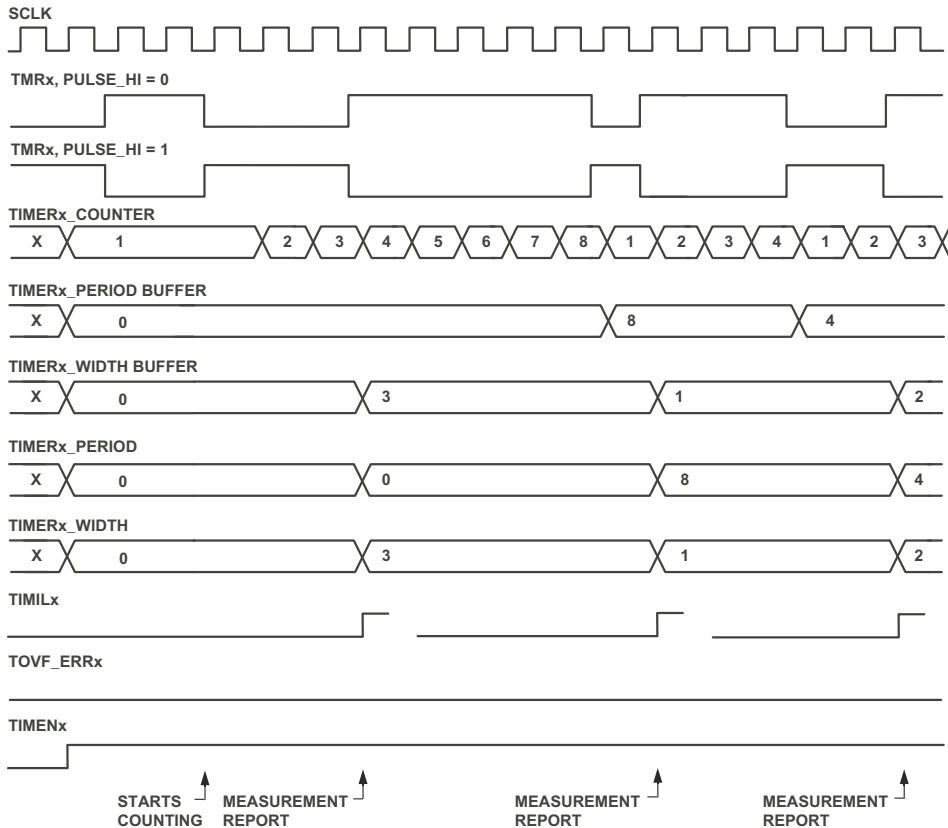 SCLK
TMRx, PULSE_HI = 0
TMRx, PULSE_HI = 1
TIMERx_COUNTER
X 1 2 3 4 5 6 7 8 1 2 3 4 1 2 3
TIMERx_PERIOD BUFFER
X 0 8 4
TIMERx_WIDTH BUFFER
X 0 3 1 2
TIMERx_PERIOD
X 0 0 8 4
TIMERx_WIDTH
X 0 3 1 2
TIMILx
TOVF_ERRx
TIMENx
STARTS
COUNTING
MEASUREMENT
REPORT
MEASUREMENT
REPORT
MEASUREMENT
REPORT